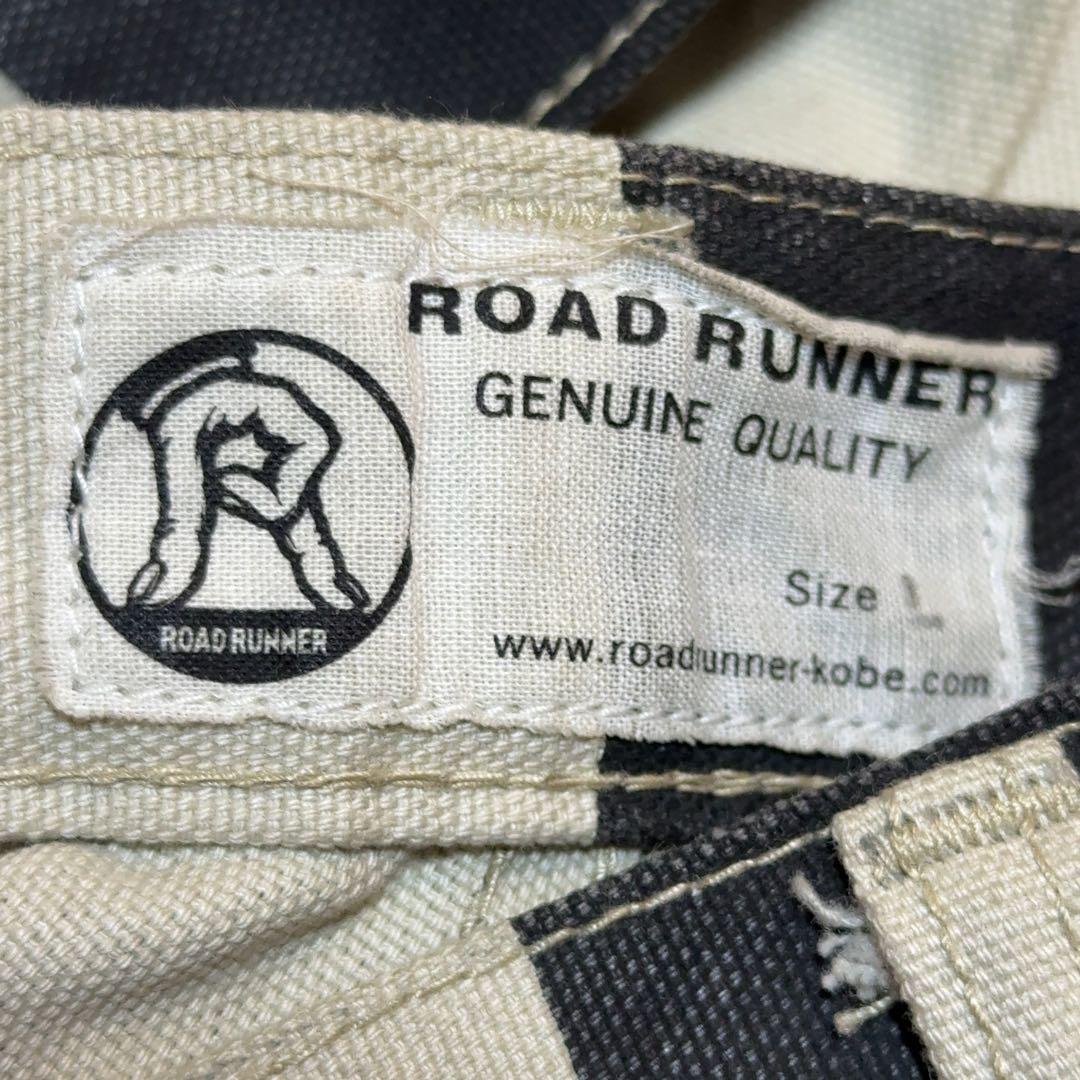 ROAD RUNNER
GENUINE QUALITY
Size L
www.roadrunner-kobe.com
ROAD RUNNER